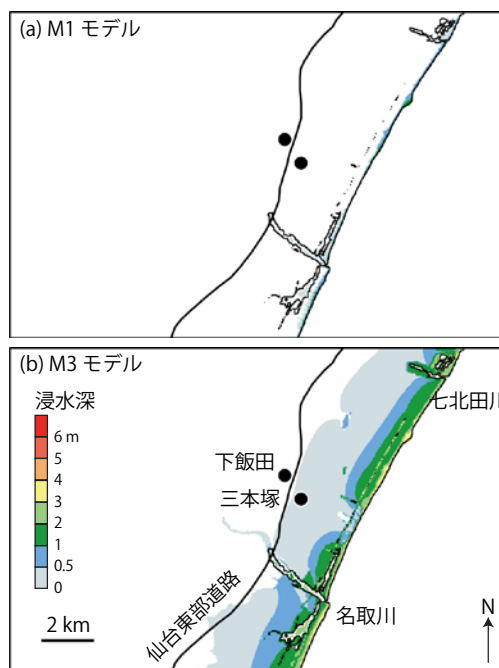 (a) M1 モデル
(b) M3 モデル
浸水深
6 m
5
4
3
2
1
0.5
0
七北田川
下飯田
三本塚
仙台東部道路
名取川
2 km
N